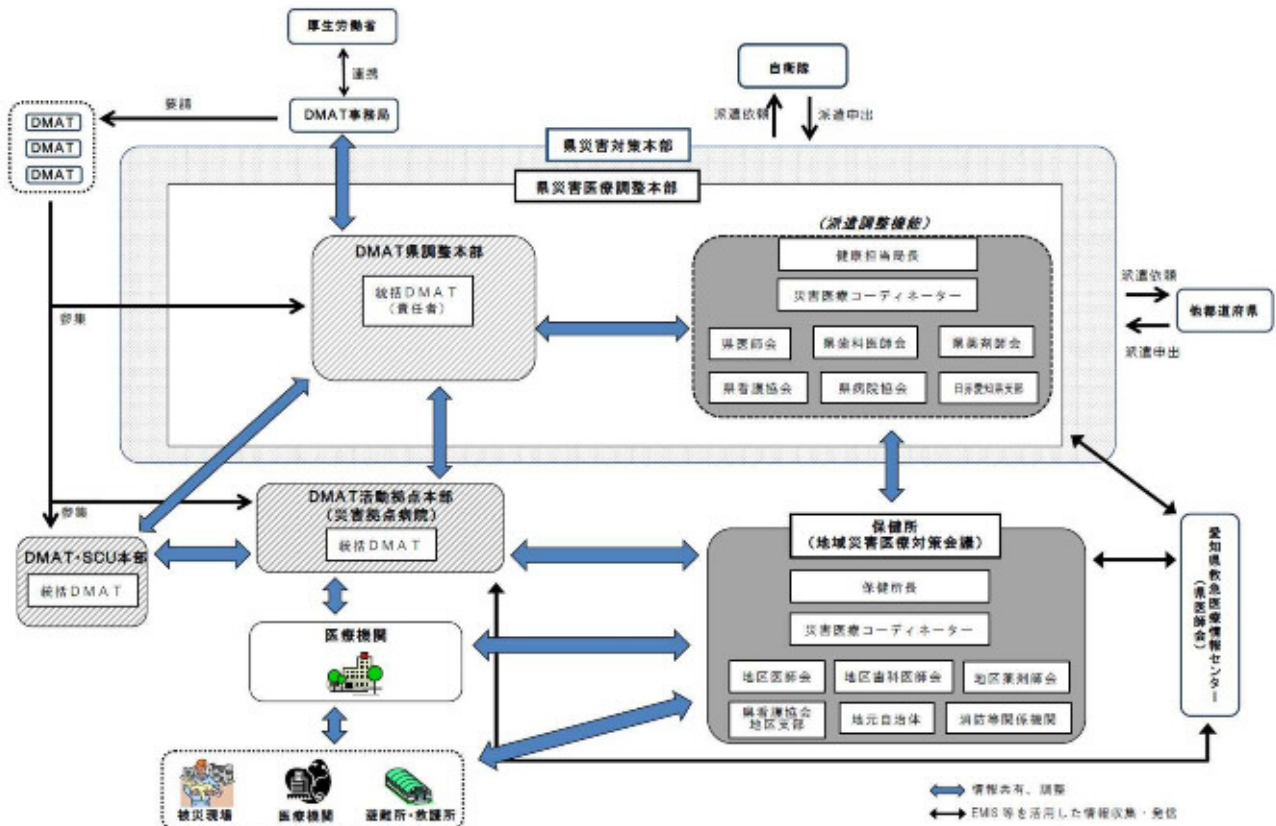 厚生労働省
連携
DMAT事務局
要請
DMAT
DMAT
DMAT
自衛隊
派遣依頼
派遣申出
県災害対策本部
県災害医療調整本部
DMAT県調整本部
統括DMAT
(責任者)
(派遣調整機能)
健康担当局長
災害医療コーディネーター
県医師会
県歯科医師会
県薬剤師会
県看護協会
県病院協会
日赤愛知県支部
派遣依頼
他都道府県
派遣申出
参集
参集
DMAT活動拠点本部
(災害拠点病院)
統括DMAT
DMAT・SCU本部
統括DMAT
保健所
(地域災害医療対策会議)
保健所長
災害医療コーディネーター
地区医師会
地区歯科医師会
地区薬剤師会
県看護協会
地区支部
地元自治体
消防等関係機関
愛知県救急医療情報センター
(県医師会)
医療機関
被災現場
医療機関
避難所・救護所
情報共有、調整
EMIS等を活用した情報収集・発信